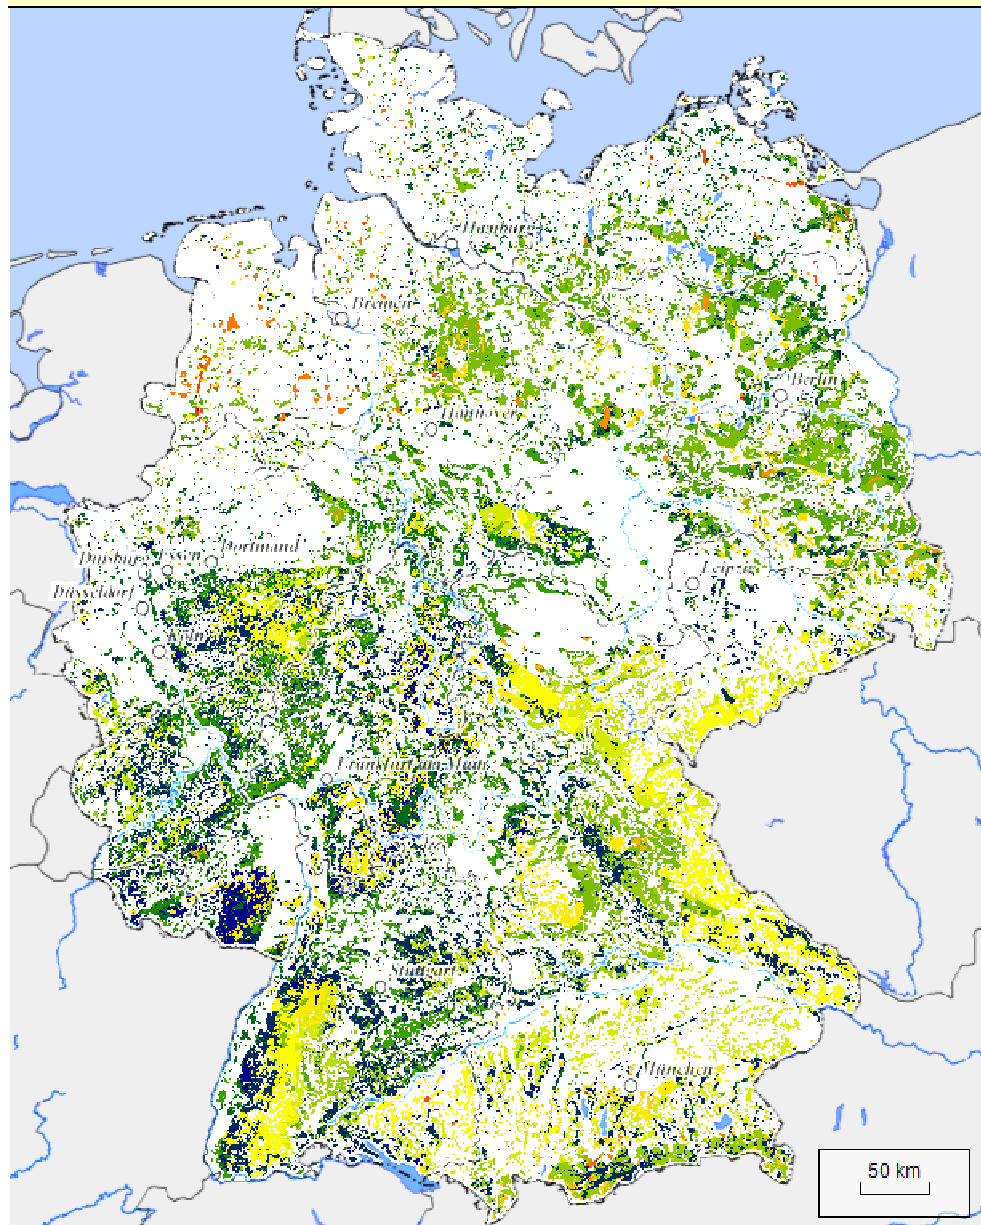 Hamburg
Bremen
Berlin
Hannover
Dortmund
Essen
Duisburg
Düsseldorf
Leipzig
Köln
Frankfurt am Main
Stuttgart
München
50 km